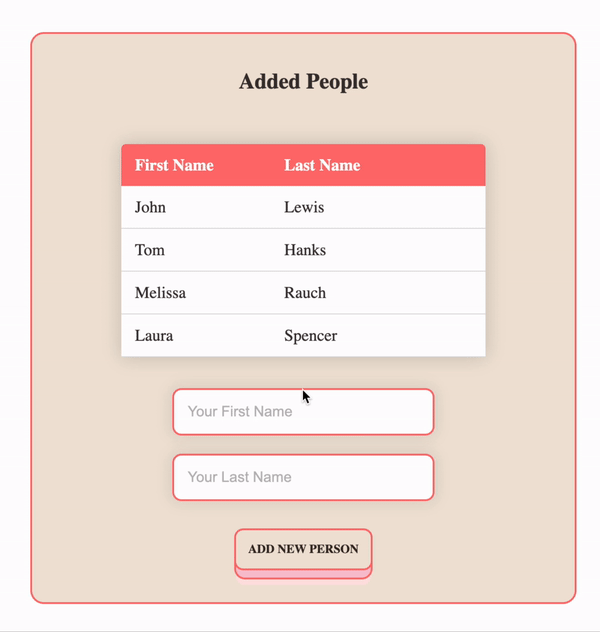 Added People
First Name Last Name
John Lewis
Tom Hanks
Melissa Rauch
Laura Spencer
Your First Name
Your Last Name
ADD NEW PERSON